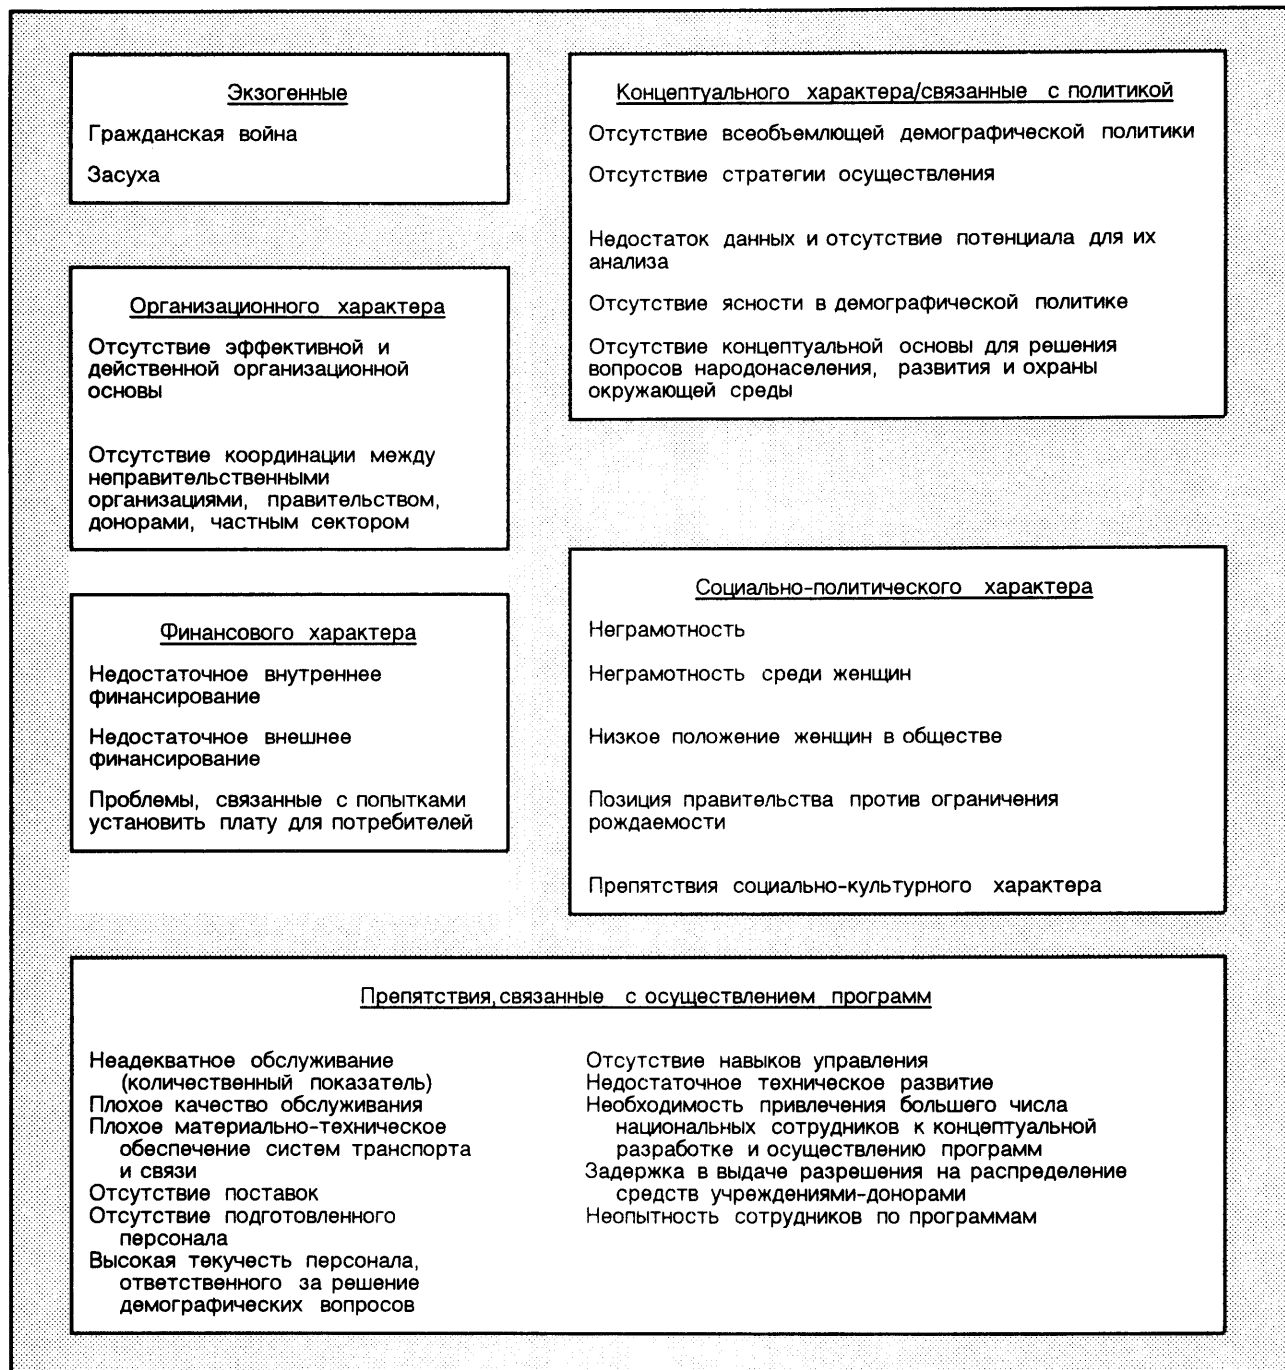 Экзогенные
Гражданская война
Засуха
Концептуального характера/связанные с политикой
Отсутствие всеобъемлющей демографической политики
Отсутствие стратегии осуществления
Недостаток данных и отсутствие потенциала для их
анализа
Отсутствие ясности в демографической политике
Отсутствие концептуальной основы для решения
вопросов народонаселения, развития и охраны
окружающей среды
Организационного характера
Отсутствие эффективной и
действенной организационной
основы
Отсутствие координации между
неправительственными
организациями, правительством,
донорами, частным сектором
Финансового характера
Недостаточное внутреннее
финансирование
Недостаточное внешнее
финансирование
Проблемы, связанные с попытками
установить плату для потребителей
Социально-политического характера
Неграмотность
Неграмотность среди женщин
Низкое положение женщин в обществе
Позиция правительства против ограничения
рождаемости
Препятствия социально-культурного характера
Препятствия, связанные с осуществлением программ
Неадекватное обслуживание
(количественный показатель)
Плохое качество обслуживания
Плохое материально-техническое
обеспечение систем транспорта
и связи
Отсутствие поставок
Отсутствие подготовленного
персонала
Высокая текучесть персонала,
ответственного за решение
демографических вопросов
Отсутствие навыков управления
Недостаточное техническое развитие
Необходимость привлечения большего числа
национальных сотрудников к концептуальной
разработке и осуществлению программ
Задержка в выдаче разрешения на распределение
средств учреждениями-донорами
Неопытность сотрудников по программам